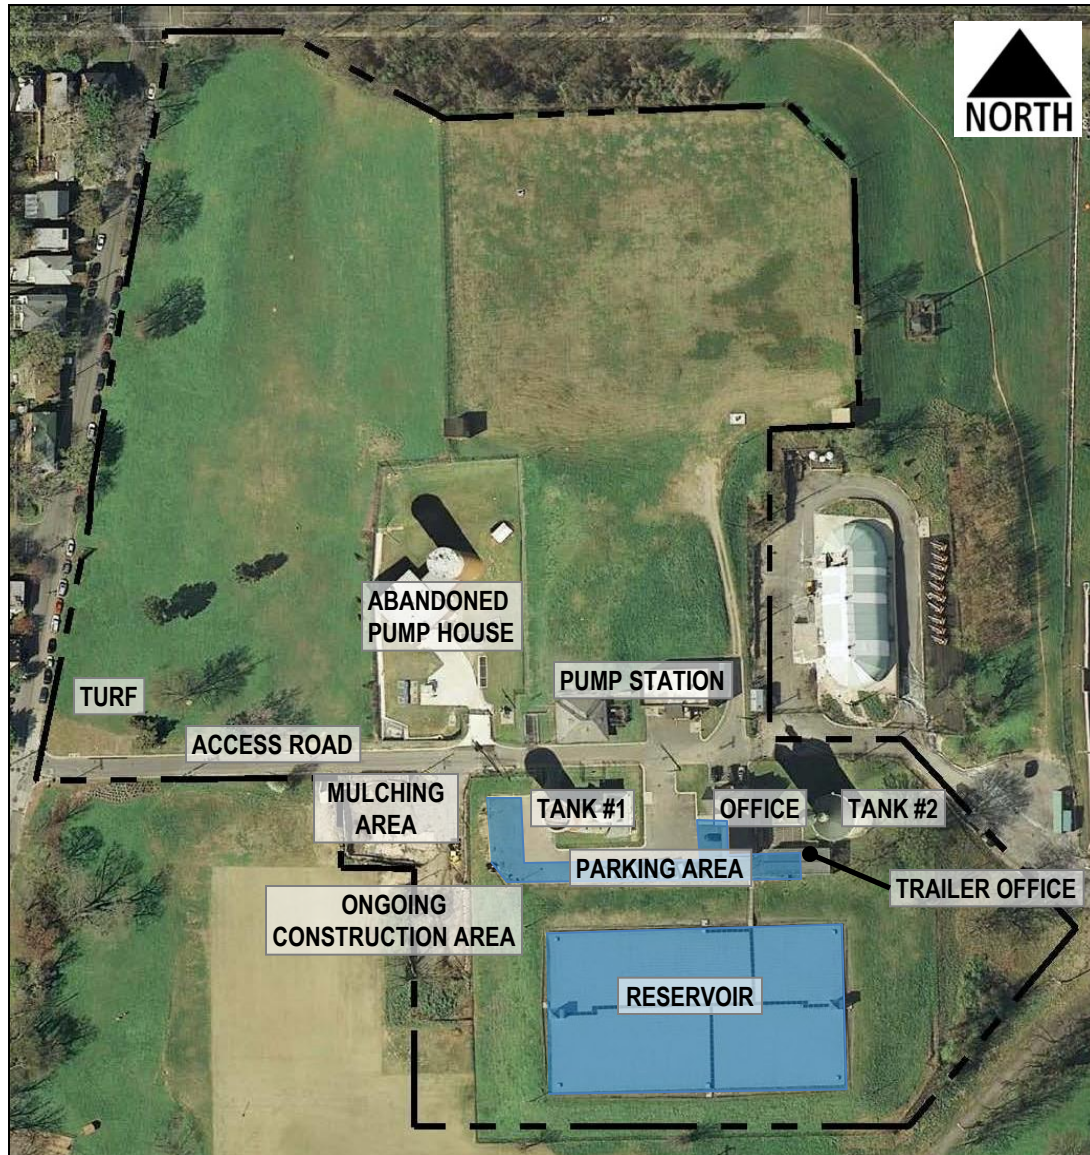 NORTH
ABANDONED
PUMP HOUSE
PUMP STATION
TURF
ACCESS ROAD
MULCHING
AREA
TANK #1
OFFICE
TANK #2
PARKING AREA
TRAILER OFFICE
ONGOING
CONSTRUCTION AREA
RESERVOIR